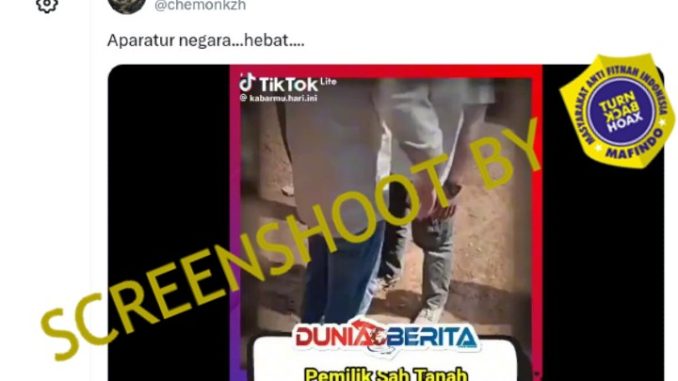 @chemonkzh
Aparatur negara...hebat....
TikTok Lite
@ kabarmu.hari.ini
SCREENSHOOT BY
MASYARAKAT ANTI FITNAH INDONESIA
TURN
BACK
HOAX
MAFINDO
DUNIA BERITA
Pemilik Sah Tanah